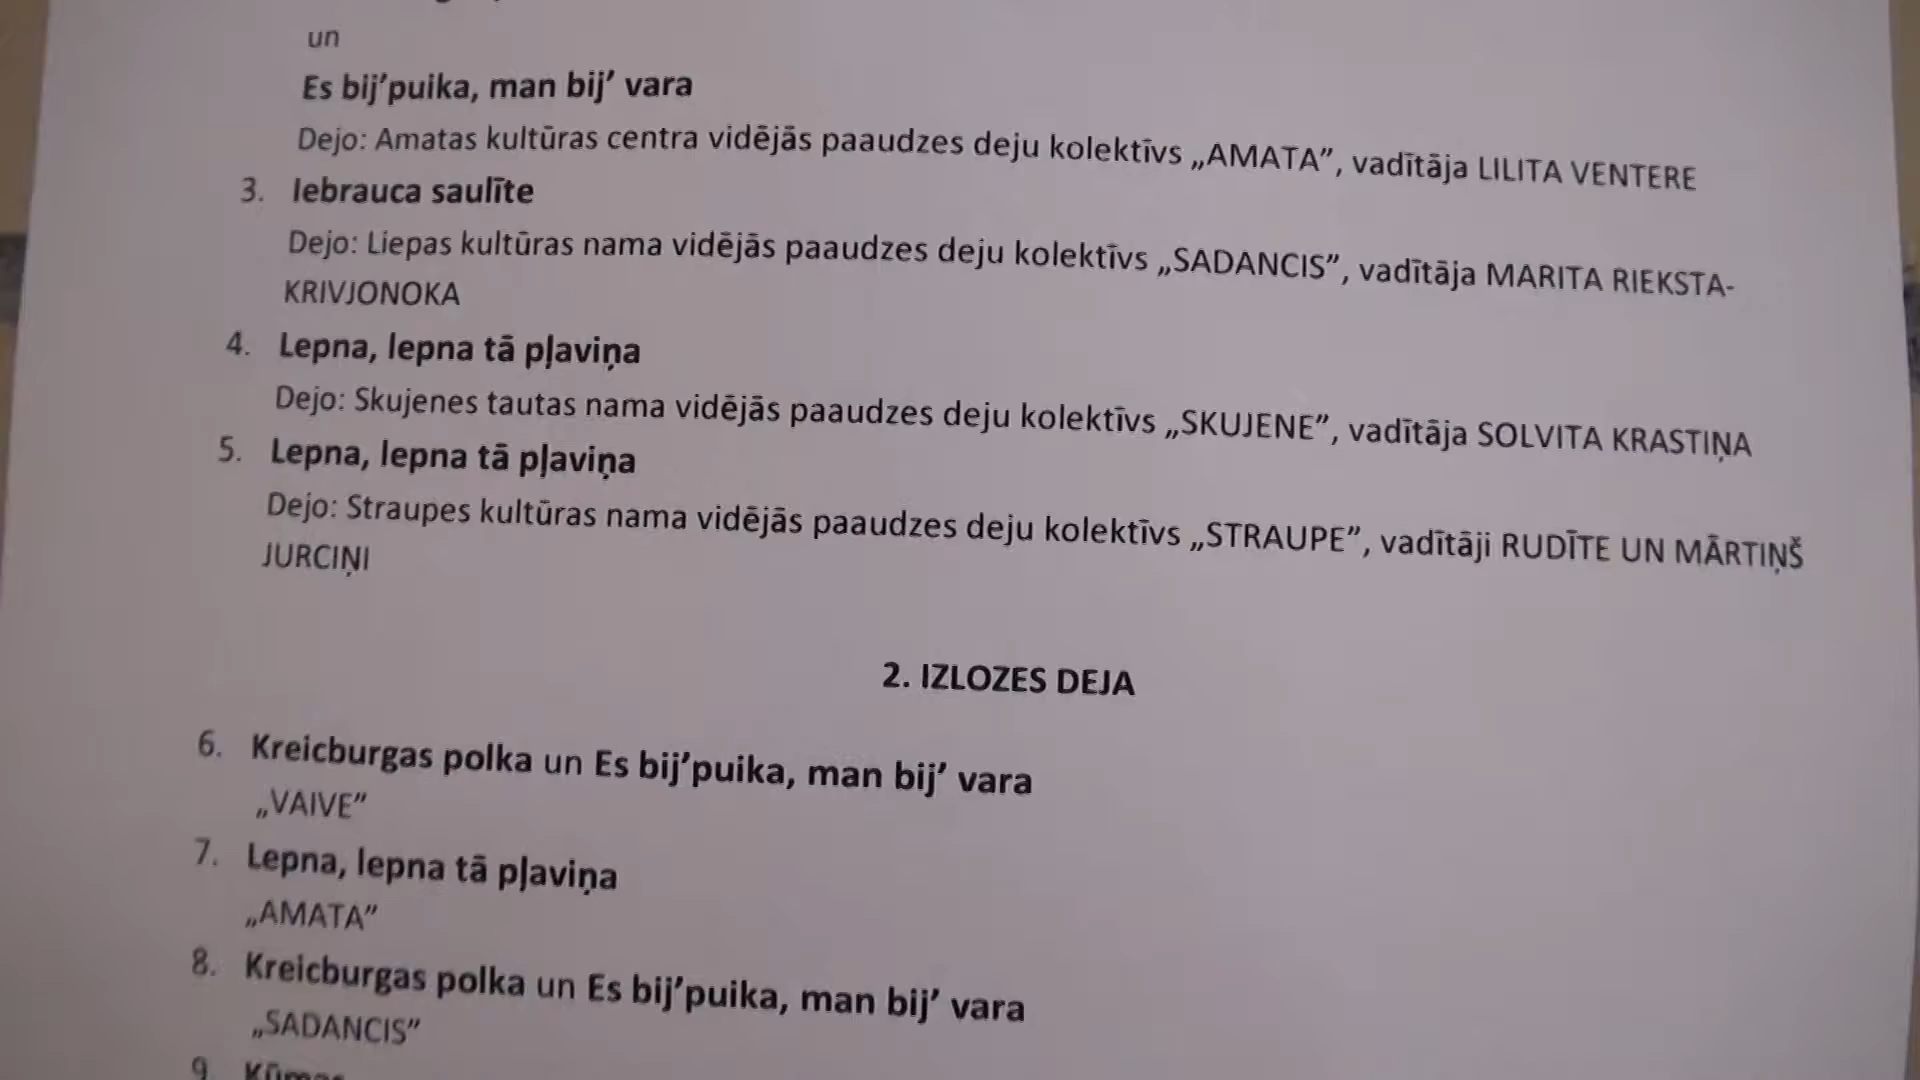 un
Es bij’puika, man bij’ vara
Dejo: Amatas kultūras centra vidējās paaudzes deju kolektīvs „AMATA”, vadītāja LILITA VENTERE
3. Iebrauca saulīte
Dejo: Liepas kultūras nama vidējās paaudzes deju kolektīvs „SADANCIS”, vadītāja MARITA RIEKSTA-
KRIVJONOKA
4. Lepna, lepna tā pļaviņa
Dejo: Skujenes tautas nama vidējās paaudzes deju kolektīvs „SKUJENE”, vadītāja SOLVITA KRASTIŅA
5. Lepna, lepna tā pļaviņa
Dejo: Straupes kultūras nama vidējās paaudzes deju kolektīvs „STRAUPE”, vadītāji RUDĪTE UN MĀRTIŅŠ
JURCIŅI
2. IZLOZES DEJA
6. Kreicburgas polka un Es bij’puika, man bij’ vara
„VAIVE”
7. Lepna, lepna tā pļaviņa
„AMATA”
8. Kreicburgas polka un Es bij’puika, man bij’ vara
„SADANCIS”
9.